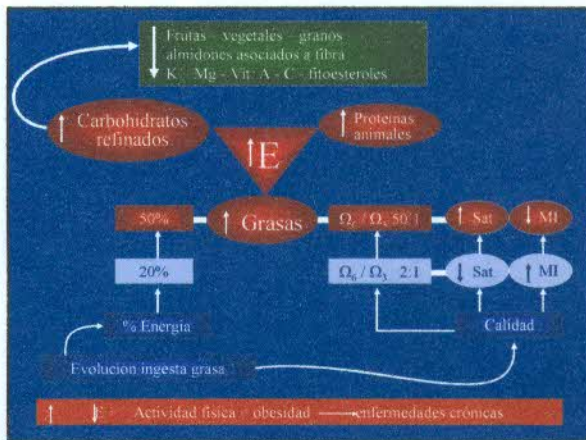 Frutas - vegetales - granos
almidones asociados a fibra
K - Mg - Vit: A - C - fitoesteroles
↑ Carbohidratos
refinados
↑ Proteinas
animales
↑E
50%
↑ Grasas
Ω6 / Ω3 50:1
↑ Sat
↓ MI
20%
Ω6 / Ω3 2:1
↓ Sat
↑ MI
% Energía
Calidad
Evolución ingesta grasa
↑ ↓E Actividad física - obesidad → enfermedades crónicas